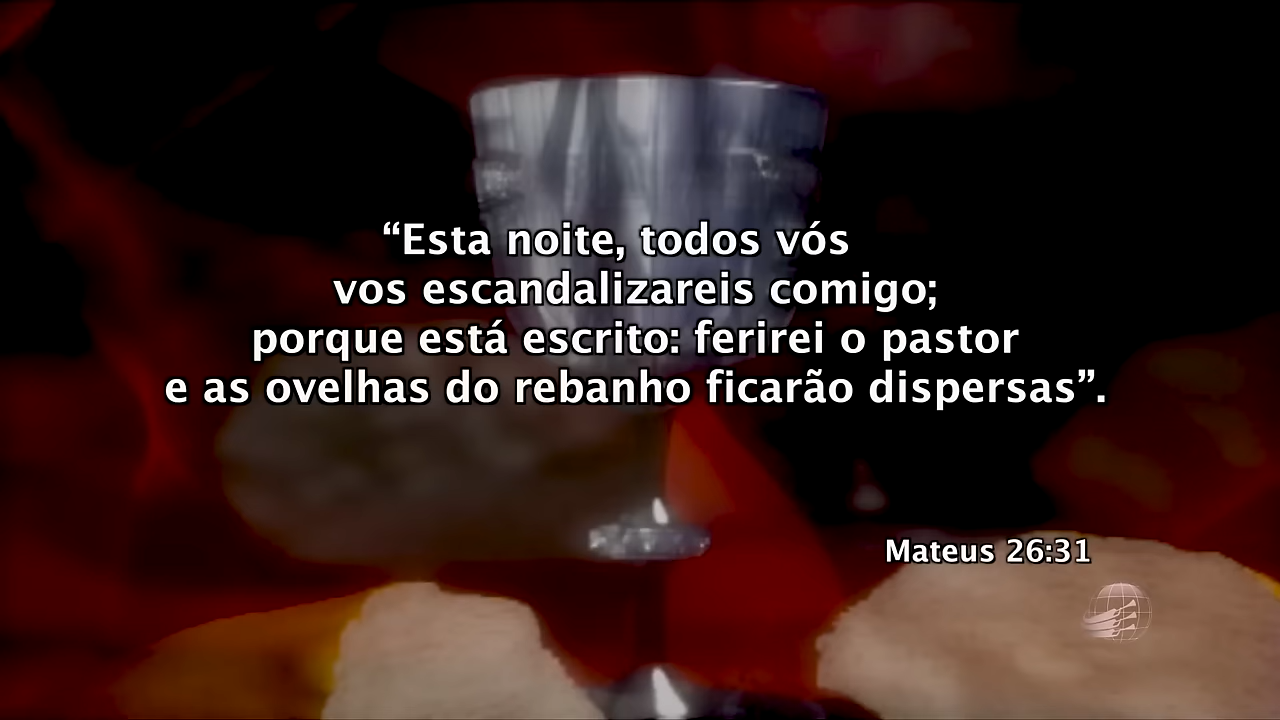 “Esta noite, todos vós
vos escandalizareis comigo;
porque está escrito: ferirei o pastor
e as ovelhas do rebanho ficarão dispersas”.
Mateus 26:31